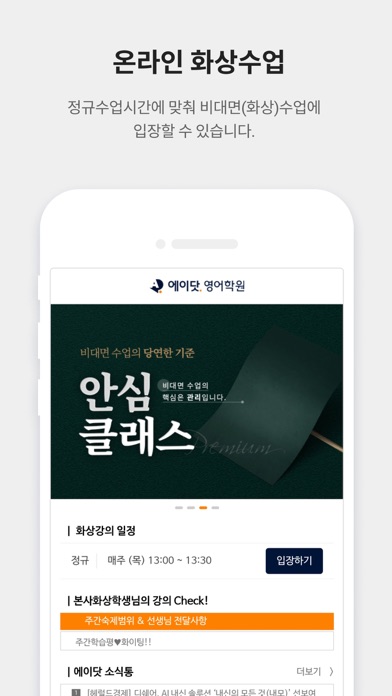 온라인 화상수업
정규수업시간에 맞춰 비대면(화상)수업에
입장할 수 있습니다.
에이닷 영어학원
비대면 수업의 당연한 기준
안심
클래스
비대면 수업의
핵심은 관리입니다.
Premium
| 화상강의 일정
정규 매주 (목) 13:00 ~ 13:30 입장하기
| 본사화상학생님의 강의 Check!
주간숙제범위 & 선생님 전달사항
주간학습평♥화이팅!!
| 에이닷 소식통 더보기 >
1 [헤럴드경제] 디쉐어, AI 내신 솔루션 '내신의 모든 것(내모)' 선보여